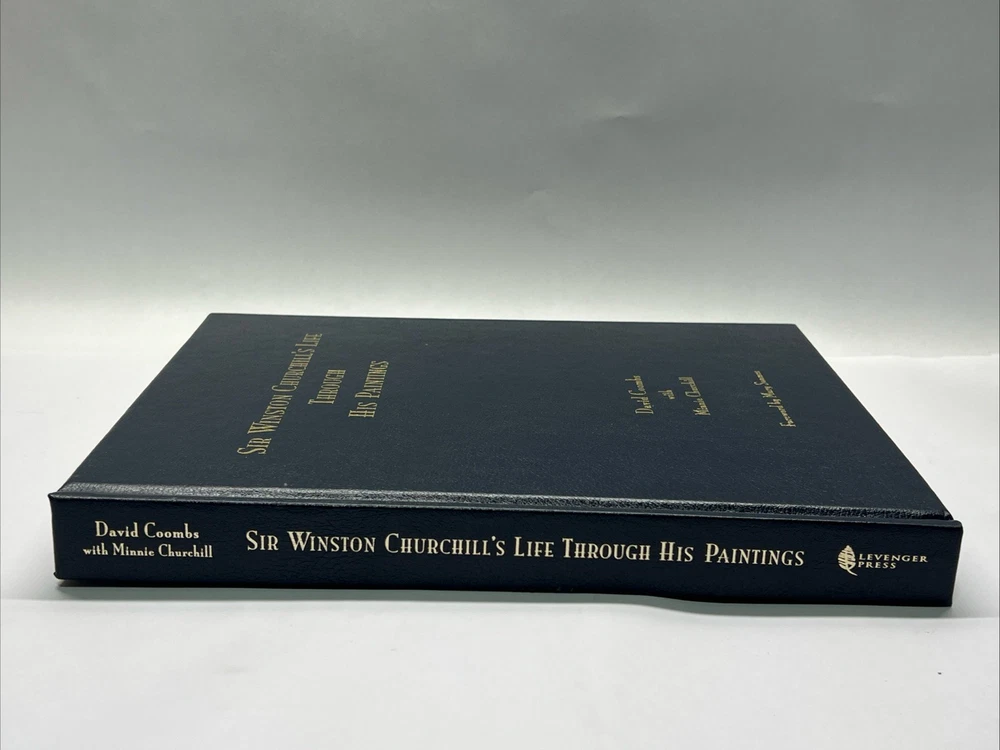 Sir Winston Churchill's Life
Through
His Paintings
David Coombs
with
Minnie Churchill
Foreword by Mary Soames
David Coombs
with Minnie Churchill
Sir Winston Churchill's Life Through His Paintings
LEVENGER
PRESS